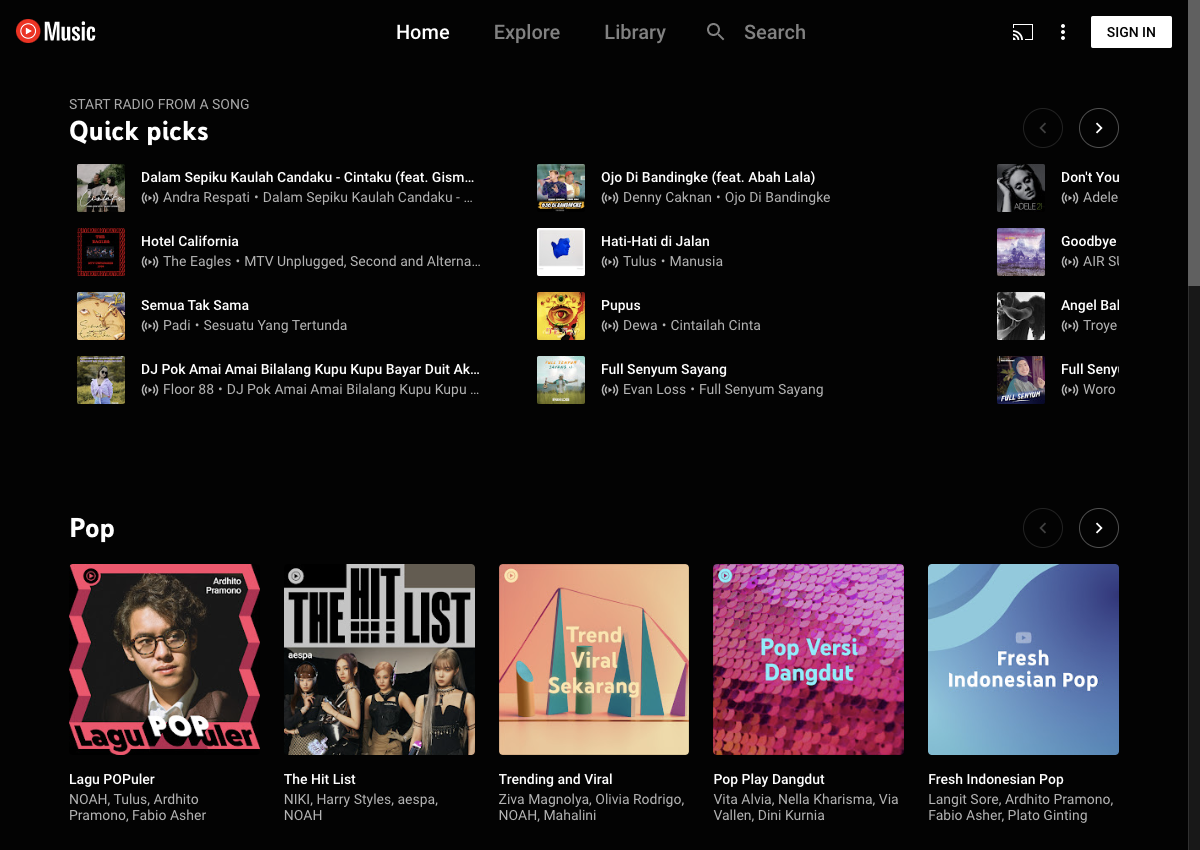 Music
Home
Explore
Library
Search
SIGN IN
START RADIO FROM A SONG
Quick picks
Dalam Sepiku Kaulah Candaku - Cintaku (feat. Gism...
Andra Respati • Dalam Sepiku Kaulah Candaku - ...
Hotel California
The Eagles • MTV Unplugged, Second and Alterna...
Semua Tak Sama
Padi • Sesuatu Yang Tertunda
DJ Pok Amai Amai Bilalang Kupu Kupu Bayar Duit Ak...
Floor 88 • DJ Pok Amai Amai Bilalang Kupu Kupu ...
Ojo Di Bandingke (feat. Abah Lala)
Denny Caknan • Ojo Di Bandingke
Hati-Hati di Jalan
Tulus • Manusia
Pupus
Dewa • Cintailah Cinta
Full Senyum Sayang
Evan Loss • Full Senyum Sayang
ADELE 21
Don't You
Adele
Goodbye
AIR SU
Angel Bal
Troye
FULL SENYUM
Full Seny
Woro
Pop
Ardhito
Pramono
Lagu POPuler
THE HIT LIST
aespa
Trend
Viral
Sekarang
Pop Versi
Dangdut
Fresh
Indonesian Pop
Lagu POPuler
NOAH, Tulus, Ardhito
Pramono, Fabio Asher
The Hit List
NIKI, Harry Styles, aespa,
NOAH
Trending and Viral
Ziva Magnolya, Olivia Rodrigo,
NOAH, Mahalini
Pop Play Dangdut
Vita Alvia, Nella Kharisma, Via
Vallen, Dini Kurnia
Fresh Indonesian Pop
Langit Sore, Ardhito Pramono,
Fabio Asher, Plato Ginting